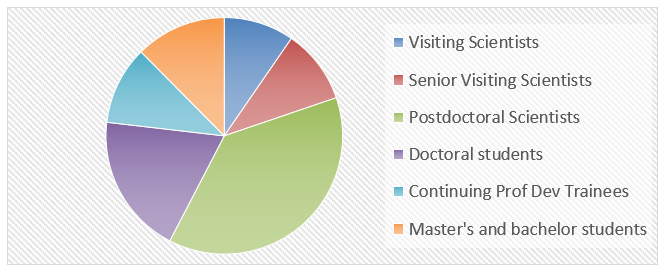 Visiting Scientists
Senior Visiting Scientists
Postdoctoral Scientists
Doctoral students
Continuing Prof Dev Trainees
Master's and bachelor students